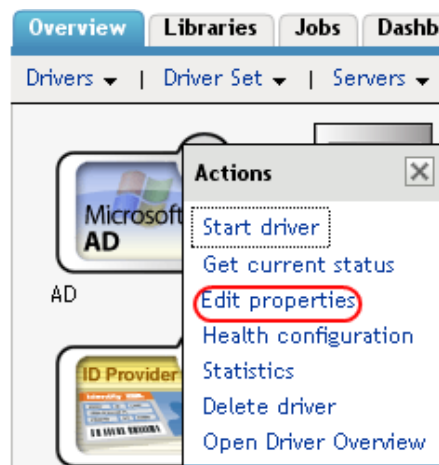 Overview Libraries Jobs Dashb
Drivers | Driver Set | Servers
Actions
Microsoft
AD
Start driver
Get current status
AD
Edit properties
Health configuration
ID Provider
Statistics
Delete driver
Open Driver Overview